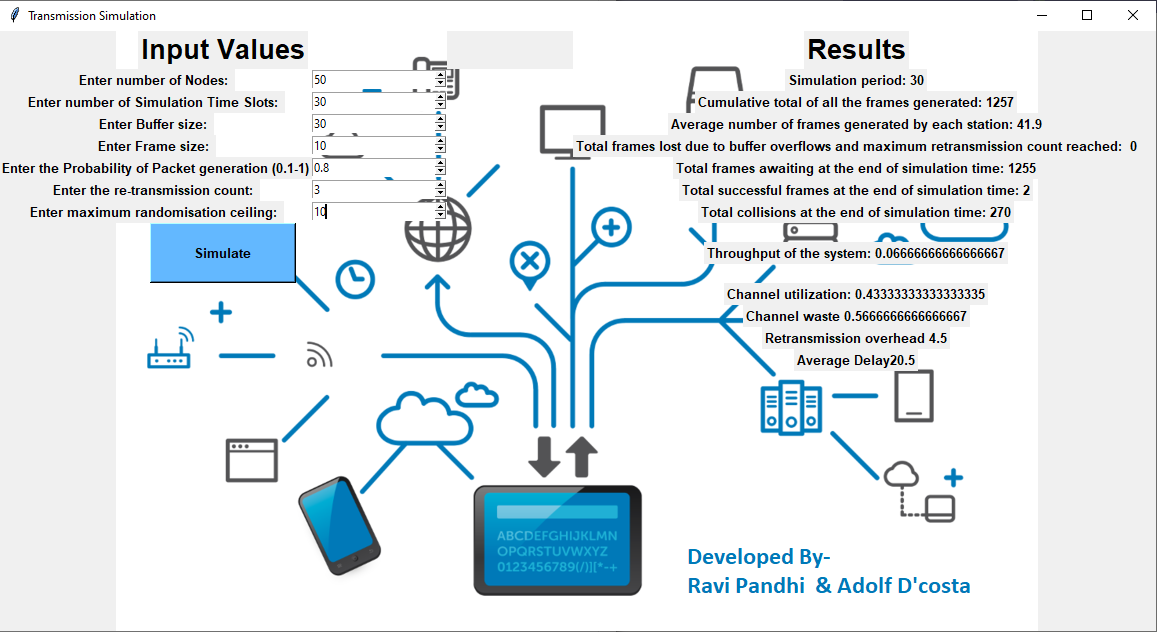 Transmission Simulation
Input Values
Enter number of Nodes: 50
Enter number of Simulation Time Slots: 30
Enter Buffer size: 30
Enter Frame size: 10
Enter the Probability of Packet generation (0.1-1) 0.8
Enter the re-transmission count: 3
Enter maximum randomisation ceiling: 10
Simulate
Results
Simulation period: 30
Cumulative total of all the frames generated: 1257
Average number of frames generated by each station: 41.9
Total frames lost due to buffer overflows and maximum retransmission count reached: 0
Total frames awaiting at the end of simulation time: 1255
Total successful frames at the end of simulation time: 2
Total collisions at the end of simulation time: 270
Throughput of the system: 0.06666666666666667
Channel utilization: 0.43333333333333335
Channel waste 0.5666666666666667
Retransmission overhead 4.5
Average Delay20.5
ABCDEFGHIJKLMN
OPQRSTUVWXYZ
0123456789(/)[*-+
Developed By-
Ravi Pandhi & Adolf D'costa